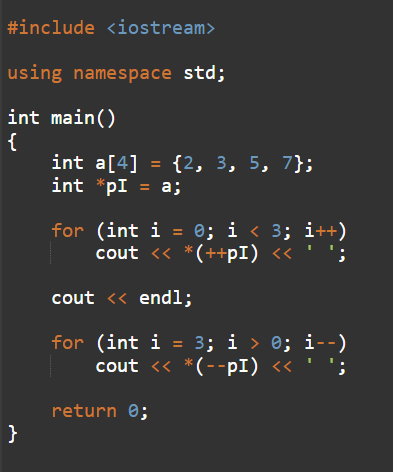 #include <iostream>
using namespace std;
int main()
{
    int a[4] = {2, 3, 5, 7};
    int *pI = a;
    for (int i = 0; i < 3; i++)
        cout << *(++pI) << ' ';
    cout << endl;
    for (int i = 3; i > 0; i--)
        cout << *(--pI) << ' ';
    return 0;
}